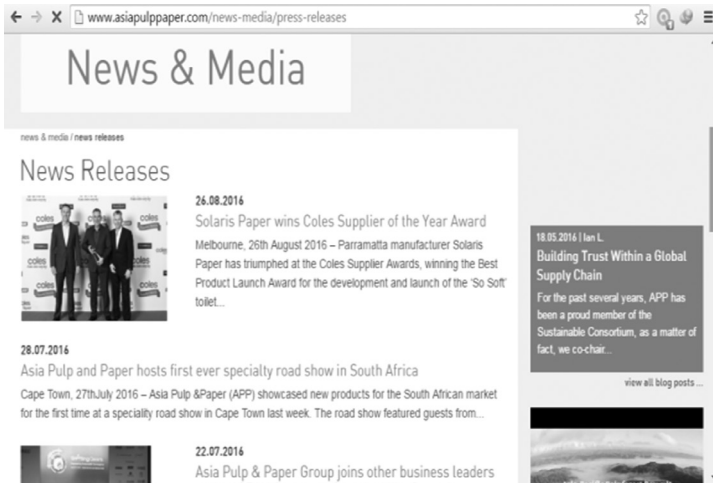 www.asiapulppaper.com/news-media/press-releases
News & Media
news & media / news releases
News Releases
coles
coles
coles
26.08.2016
Solaris Paper wins Coles Supplier of the Year Award
Melbourne, 26th August 2016 – Parramatta manufacturer Solaris
Paper has triumphed at the Coles Supplier Awards, winning the Best
Product Launch Award for the development and launch of the 'So Soft'
toilet...
28.07.2016
Asia Pulp and Paper hosts first ever specialty road show in South Africa
Cape Town, 27thJuly 2016 – Asia Pulp &Paper (APP) showcased new products for the South African market
for the first time at a speciality road show in Cape Town last week. The road show featured guests from...
22.07.2016
Asia Pulp & Paper Group joins other business leaders
18.05.2016 | Ian L.
Building Trust Within a Global
Supply Chain
For the past several years, APP has
been a proud member of the
Sustainable Consortium, as a matter of
fact, we co-chair...
view all blog posts ...